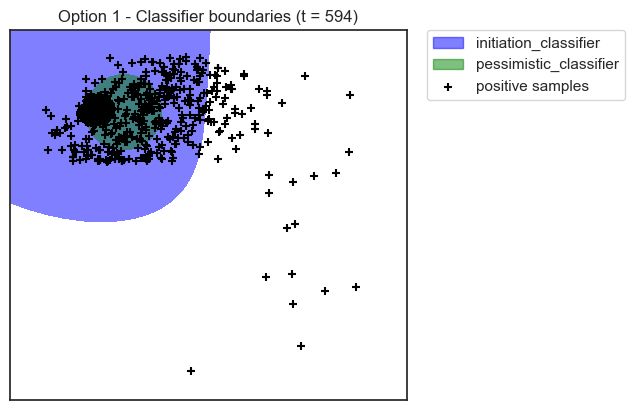 Option 1 - Classifier boundaries (t = 594)
initiation_classifier
pessimistic_classifier
positive samples